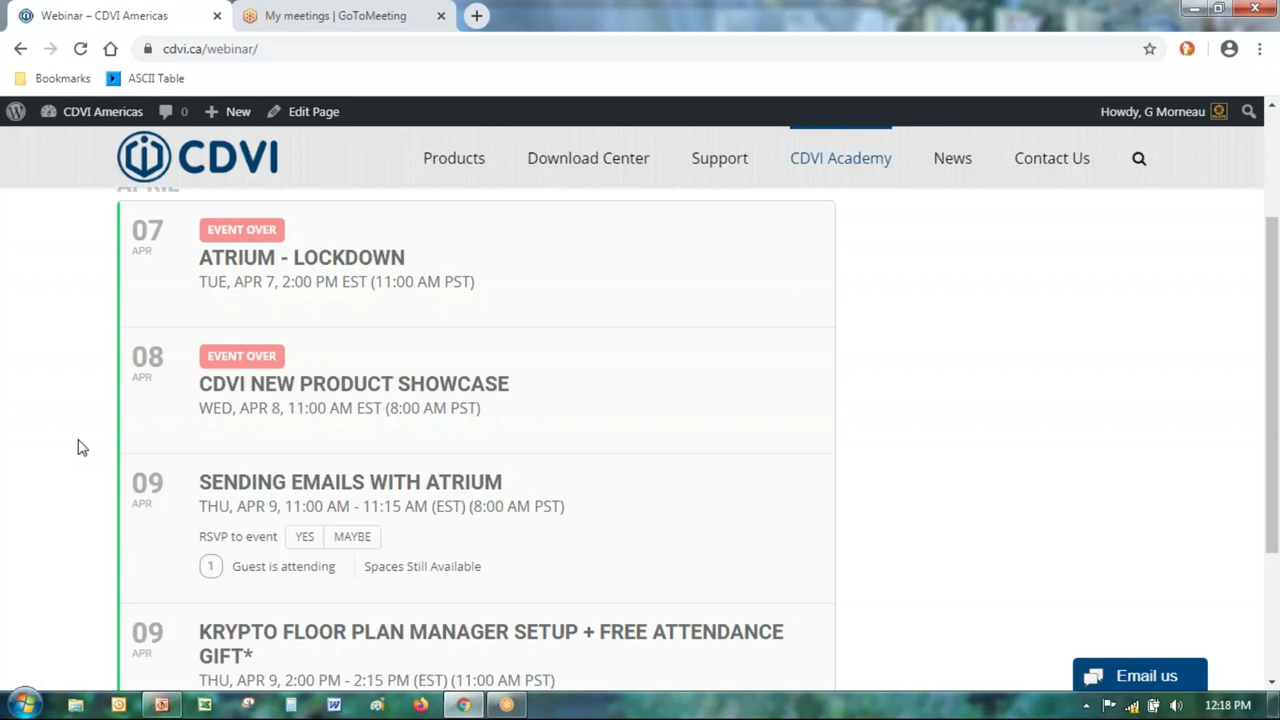 Webinar – CDVI Americas
My meetings | GoToMeeting
cdvi.ca/webinar/
Bookmarks
ASCII Table
CDVI Americas
0
New
Edit Page
Howdy, G Morneau
CDVI
Products
Download Center
Support
CDVI Academy
News
Contact Us
APRIL
07
APR
EVENT OVER
ATRIUM - LOCKDOWN
TUE, APR 7, 2:00 PM EST (11:00 AM PST)
08
APR
EVENT OVER
CDVI NEW PRODUCT SHOWCASE
WED, APR 8, 11:00 AM EST (8:00 AM PST)
09
APR
SENDING EMAILS WITH ATRIUM
THU, APR 9, 11:00 AM - 11:15 AM (EST) (8:00 AM PST)
RSVP to event YES MAYBE
1 Guest is attending Spaces Still Available
09
APR
KRYPTO FLOOR PLAN MANAGER SETUP + FREE ATTENDANCE
GIFT*
THU, APR 9, 2:00 PM - 2:15 PM (EST) (11:00 AM PST)
Email us
12:18 PM